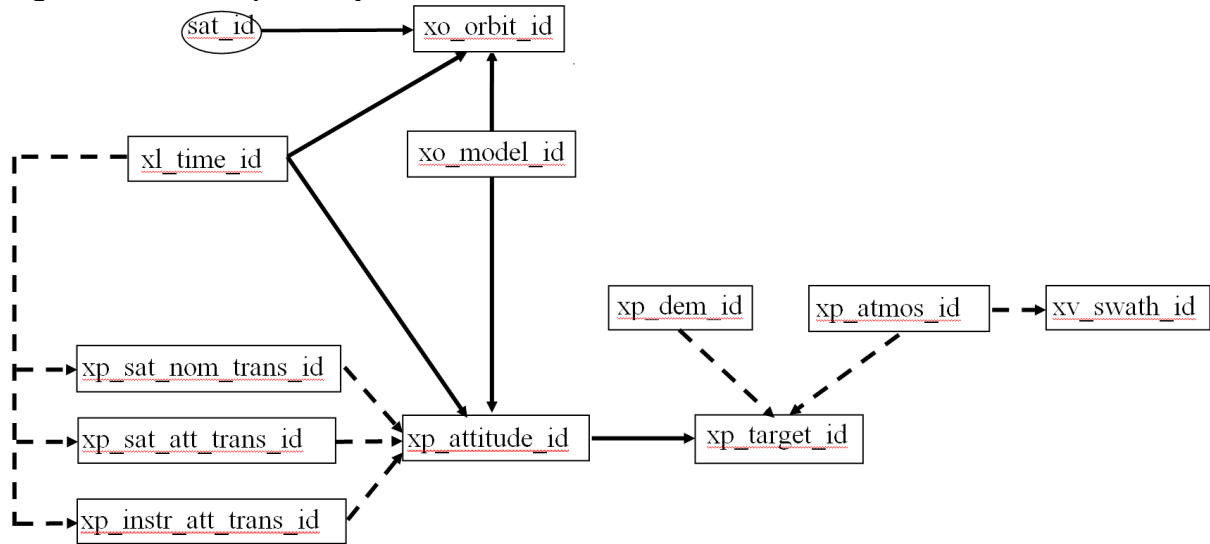 sat_id
xo_orbit_id
xl_time_id
xo_model_id
xp_dem_id
xp_atmos_id
xv_swath_id
xp_sat_nom_trans_id
xp_sat_att_trans_id
xp_attitude_id
xp_target_id
xp_instr_att_trans_id